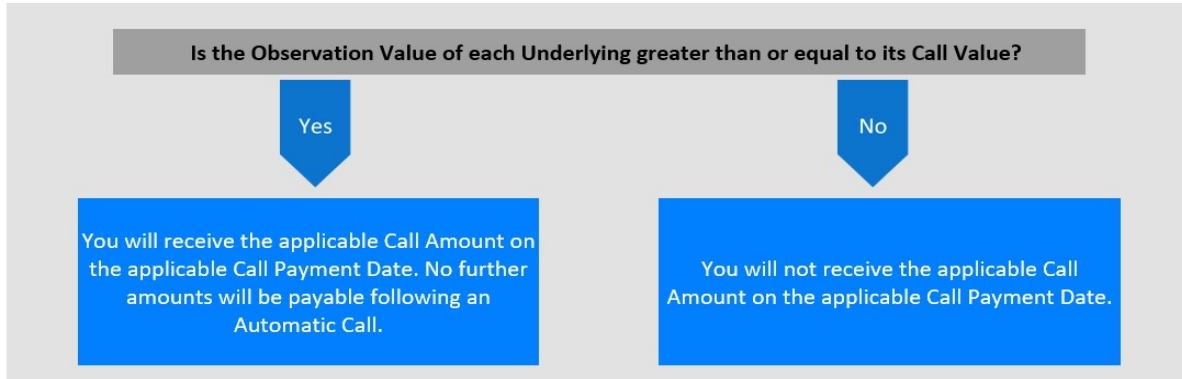 Is the Observation Value of each Underlying greater than or equal to its Call Value?
Yes
No
You will receive the applicable Call Amount on
the applicable Call Payment Date. No further
amounts will be payable following an
Automatic Call.
You will not receive the applicable Call
Amount on the applicable Call Payment Date.